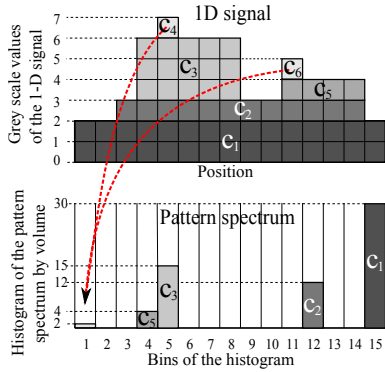 1D signal
Grey scale values
of the 1-D signal
7
6
5
4
3
2
1
0
c4
c3
c6
c5
c2
c1
Position
Pattern spectrum
Histogram of the pattern
spectrum by volume
30
15
12
4
2
c5
c3
c2
c1
1 2 3 4 5 6 7 8 9 10 11 12 13 14 15
Bins of the histogram